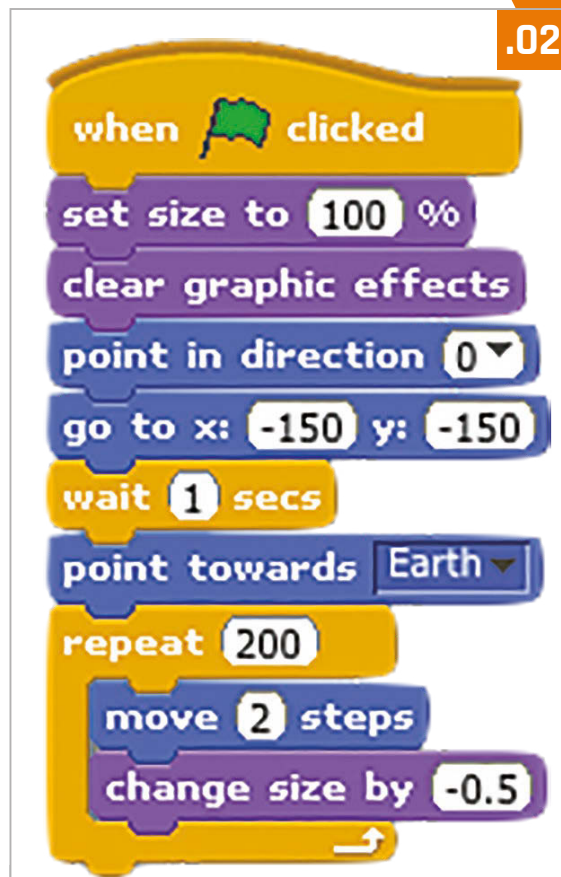 .02
when clicked
set size to 100 %
clear graphic effects
point in direction 0
go to x: -150 y: -150
wait 1 secs
point towards Earth
repeat 200
move 2 steps
change size by -0.5